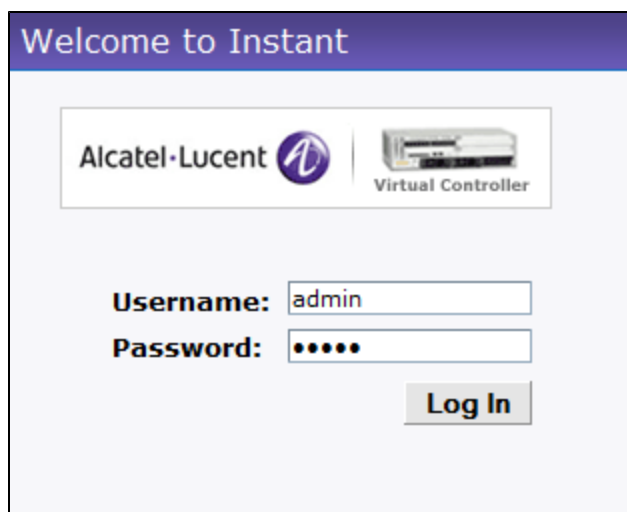 Welcome to Instant
Alcatel·Lucent
Virtual Controller
Username: admin
Password: •••••
Log In